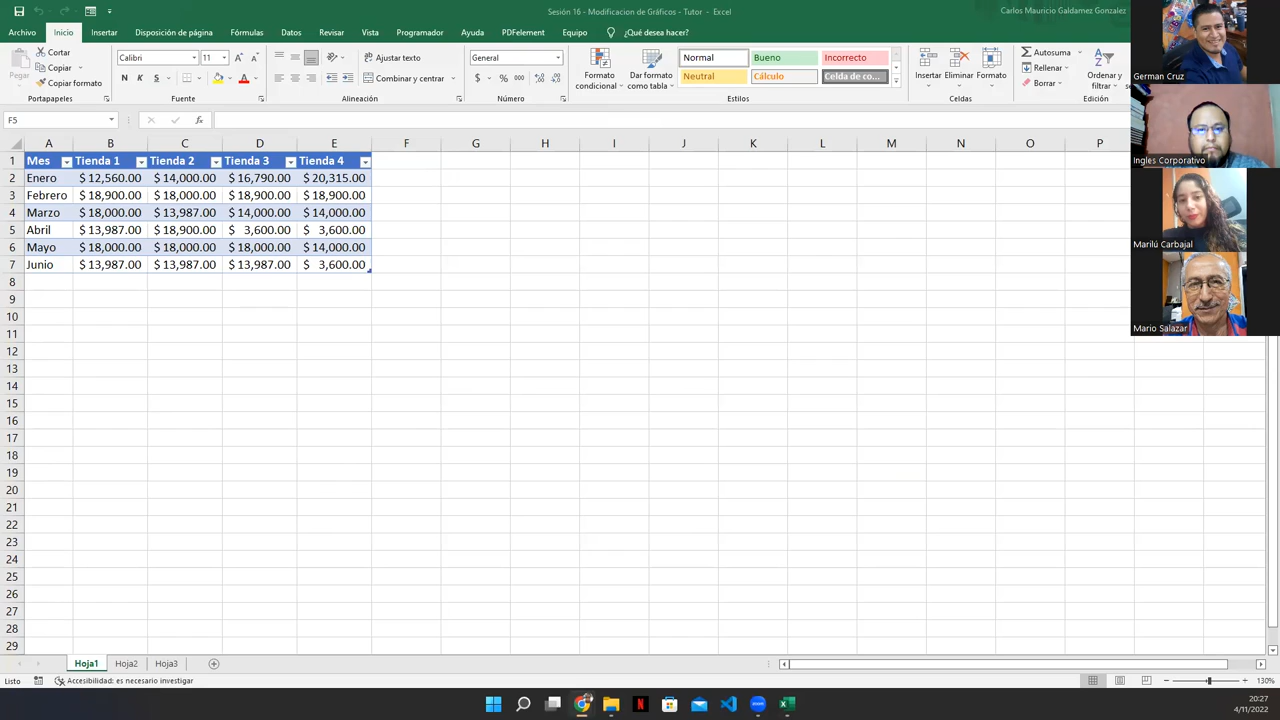 Sesión 16 - Modificacion de Gráficos - Tutor - Excel
Carlos Mauricio Galdamez Gonzalez
Archivo Inicio Insertar Disposición de página Fórmulas Datos Revisar Vista Programador Ayuda PDFelement Equipo ¿Qué desea hacer?
Pegar
Cortar
Copiar
Copiar formato
Portapapeles
Calibri 11
N K S
Fuente
Ajustar texto
Combinar y centrar
Alineación
General
$ % 000
Número
Formato condicional
Dar formato como tabla
Normal Bueno Incorrecto
Neutral Cálculo Celda de co...
Estilos
Insertar Eliminar Formato
Celdas
Autosuma
Rellenar
Borrar
Ordenar y filtrar
Edición
F5
fx
A B C D E F G H I J K L M N O P
1 Mes Tienda 1 Tienda 2 Tienda 3 Tienda 4
2 Enero $ 12,560.00 $ 14,000.00 $ 16,790.00 $ 20,315.00
3 Febrero $ 18,900.00 $ 18,000.00 $ 18,900.00 $ 18,900.00
4 Marzo $ 18,000.00 $ 13,987.00 $ 14,000.00 $ 14,000.00
5 Abril $ 13,987.00 $ 18,900.00 $ 3,600.00 $ 3,600.00
6 Mayo $ 18,000.00 $ 18,000.00 $ 18,000.00 $ 14,000.00
7 Junio $ 13,987.00 $ 13,987.00 $ 13,987.00 $ 3,600.00
8
9
10
11
12
13
14
15
16
17
18
19
20
21
22
23
24
25
26
27
28
29
German Cruz
Ingles Corporativo
Marilú Carbajal
Mario Salazar
Hoja1 Hoja2 Hoja3
Listo Accesibilidad: es necesario investigar 130%
20:27
4/11/2022